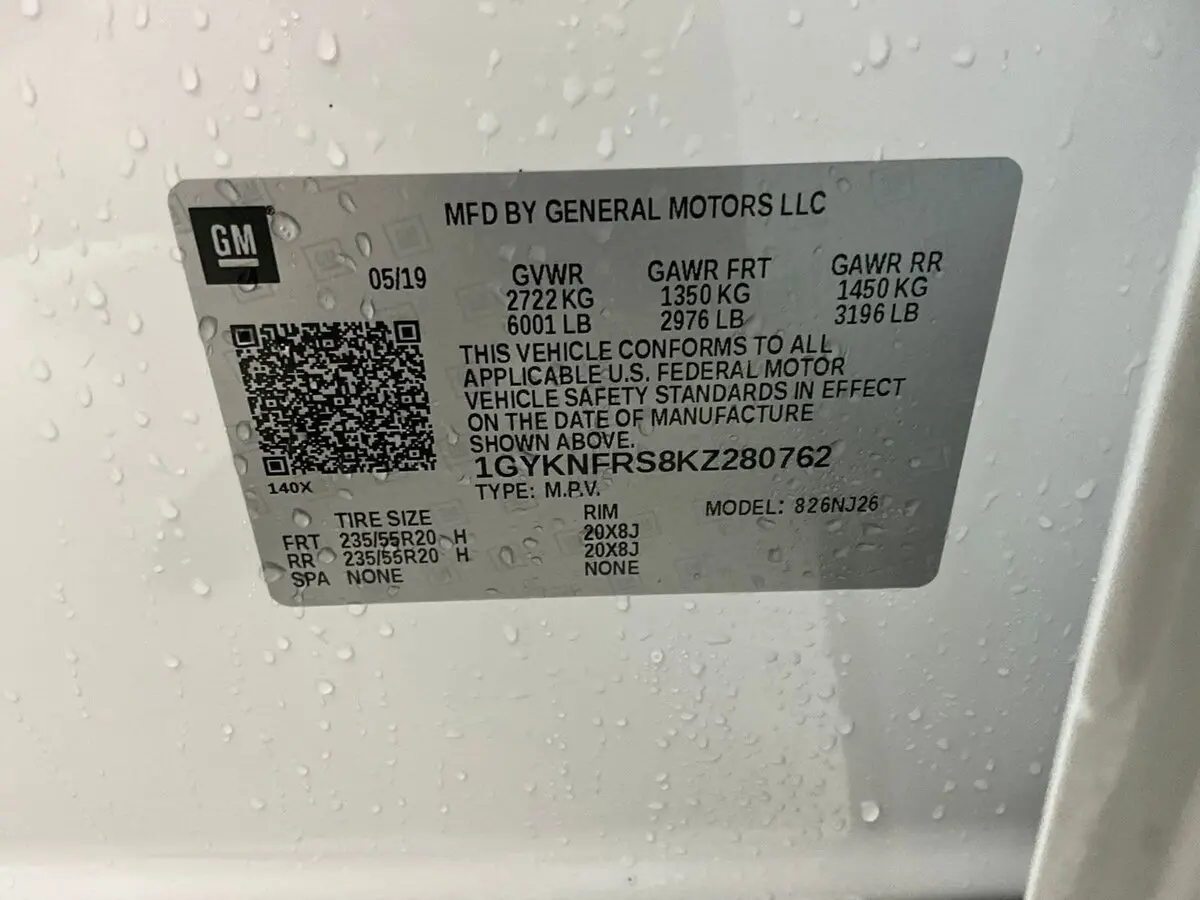 GM
MFD BY GENERAL MOTORS LLC
05/19
GVWR GAWR FRT GAWR RR
2722 KG 1350 KG 1450 KG
6001 LB 2976 LB 3196 LB
THIS VEHICLE CONFORMS TO ALL
APPLICABLE U.S. FEDERAL MOTOR
VEHICLE SAFETY STANDARDS IN EFFECT
ON THE DATE OF MANUFACTURE
SHOWN ABOVE.
1GYKNFRS8KZ280762
140X
TYPE: M.P.V. MODEL: 826NJ26
TIRE SIZE RIM
FRT 235/55R20 H 20X8J
RR 235/55R20 H 20X8J
SPA NONE NONE